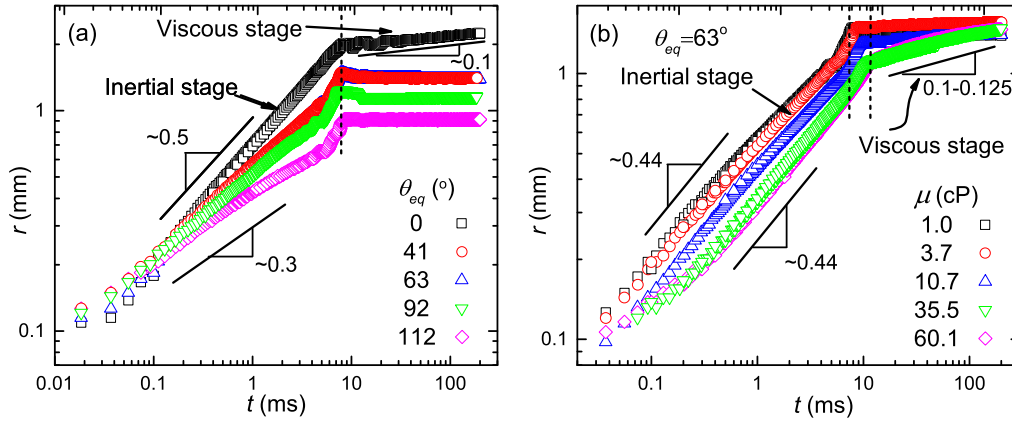 (a)
Viscous stage
~0.1
Inertial stage
~0.5
~0.3
θeq (°)
0
41
63
92
112
1
0.1
r (mm)
0.01
0.1
1
10
100
t (ms)
(b)
θeq=63°
Inertial stage
0.1-0.125
Viscous stage
~0.44
~0.44
μ (cP)
1.0
3.7
10.7
35.5
60.1
1
0.1
r (mm)
0.1
1
10
100
t (ms)